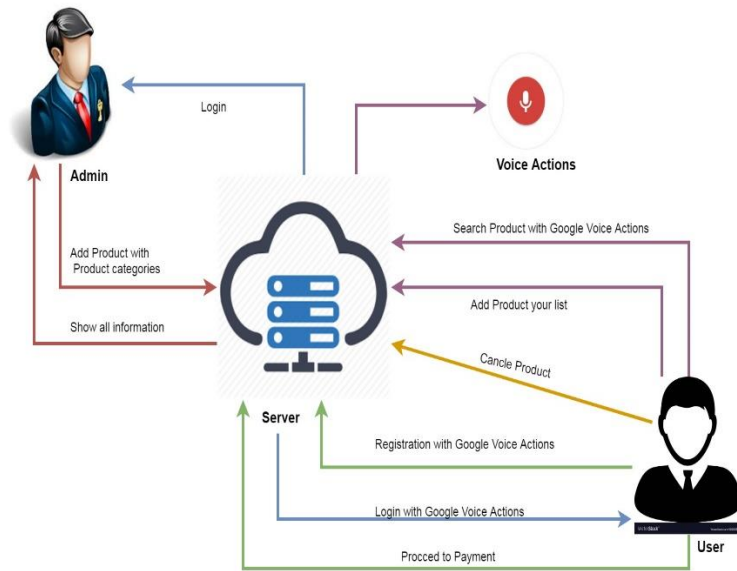 Login
Voice Actions
Admin
Search Product with Google Voice Actions
Add Product with
Product categories
Add Product your list
Show all information
Cancle Product
Server
Registration with Google Voice Actions
Login with Google Voice Actions
User
Proccd to Payment